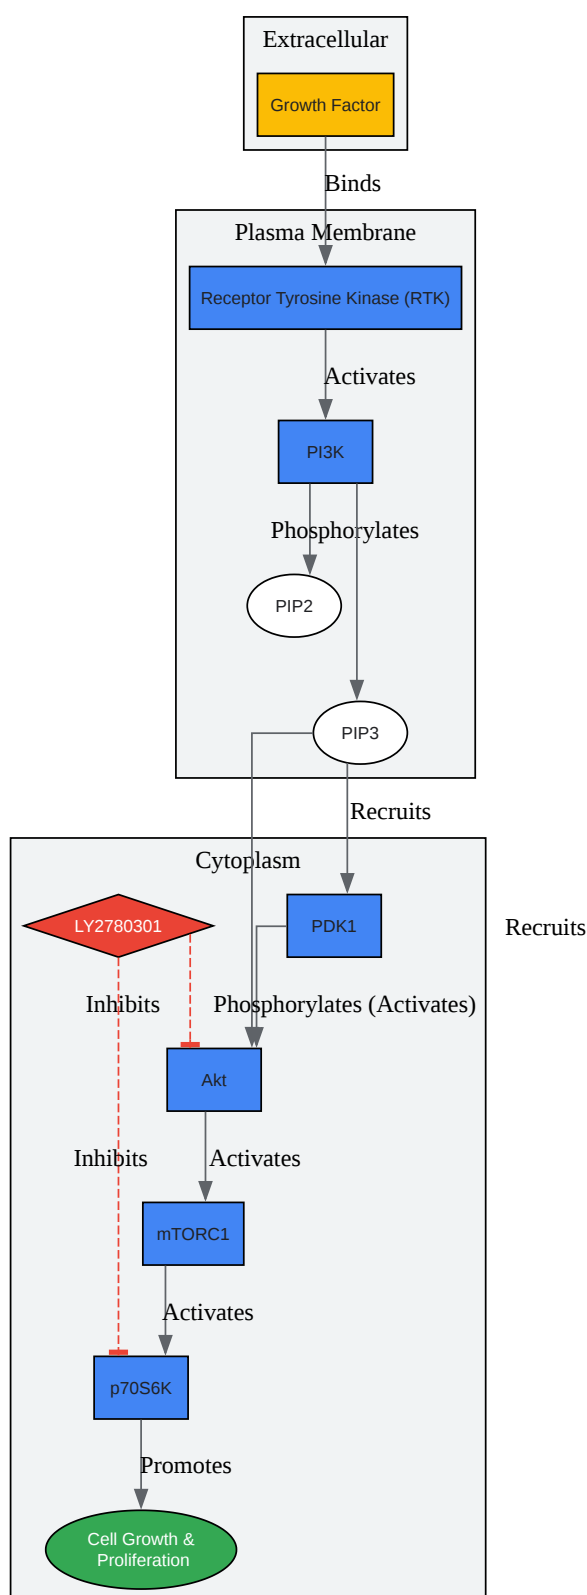 Extracellular
Growth Factor
Binds
Plasma Membrane
Receptor Tyrosine Kinase (RTK)
Activates
PI3K
Phosphorylates
PIP2
PIP3
Recruits
Cytoplasm
LY2780301
PDK1
Recruits
Inhibits
Phosphorylates (Activates)
Akt
Inhibits
Activates
mTORC1
Activates
p70S6K
Promotes
Cell Growth &
Proliferation